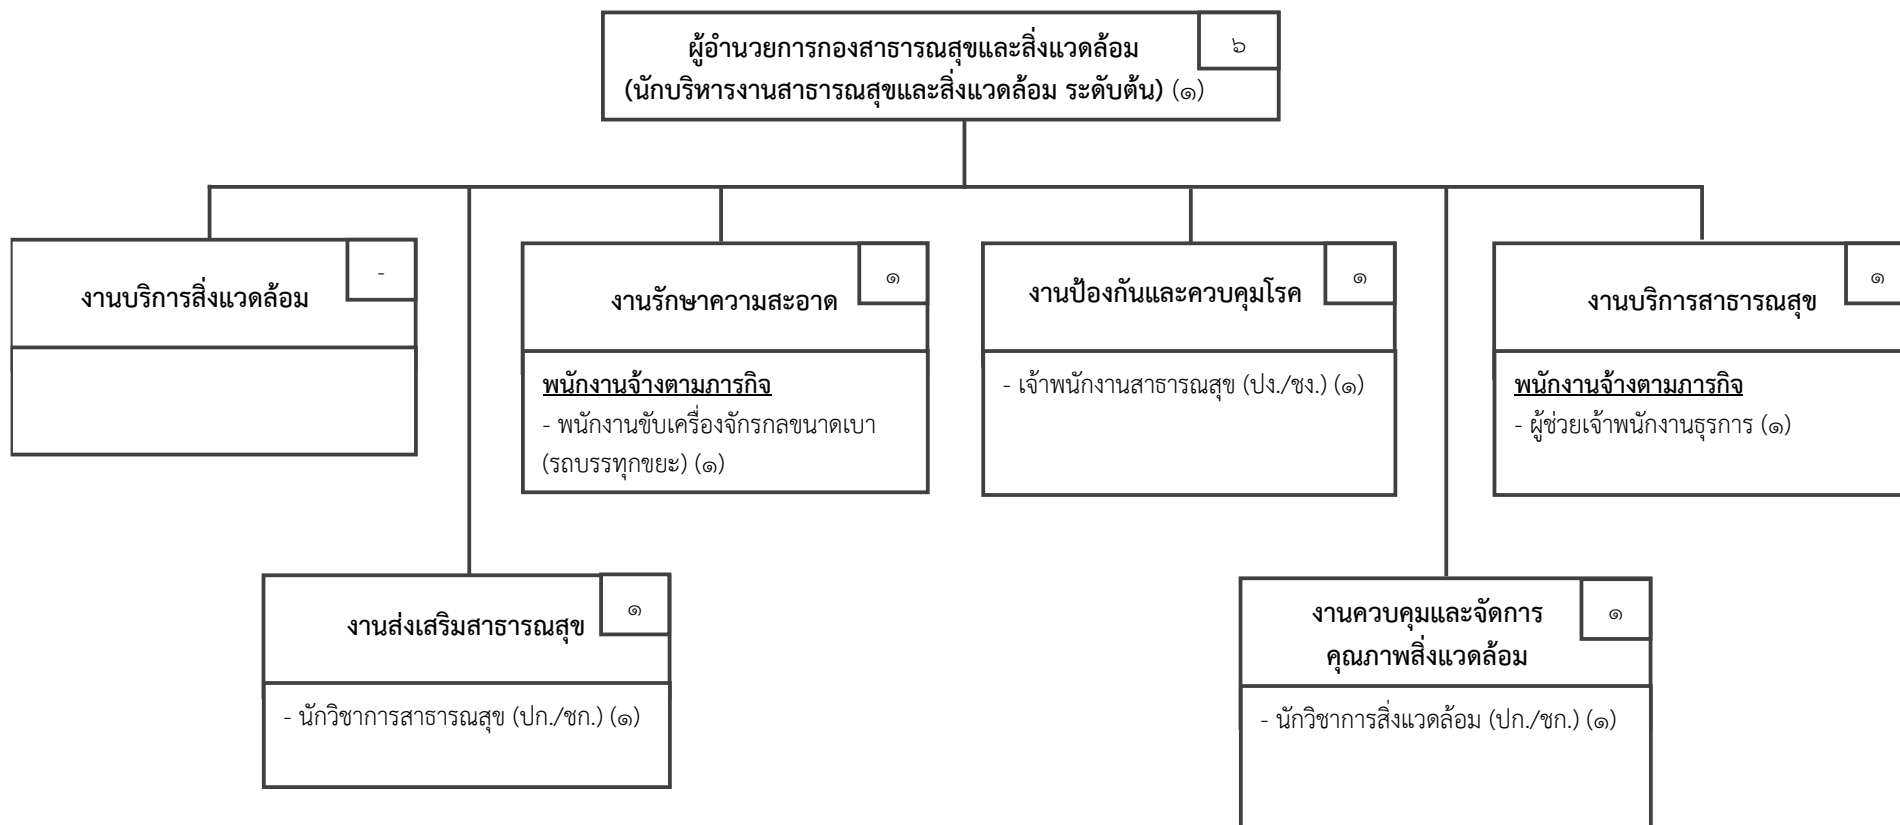 ผู้อำนวยการกองสาธารณสุขและสิ่งแวดล้อม
๖
(นักบริหารงานสาธารณสุขและสิ่งแวดล้อม ระดับต้น) (๑)
งานบริการสิ่งแวดล้อม
-
งานรักษาความสะอาด
๑
พนักงานจ้างตามภารกิจ
- พนักงานขับเครื่องจักรกลขนาดเบา
(รถบรรทุกขยะ) (๑)
งานป้องกันและควบคุมโรค
๑
- เจ้าพนักงานสาธารณสุข (ปง./ชง.) (๑)
งานบริการสาธารณสุข
๑
พนักงานจ้างตามภารกิจ
- ผู้ช่วยเจ้าพนักงานธุรการ (๑)
งานส่งเสริมสาธารณสุข
๑
- นักวิชาการสาธารณสุข (ปก./ชก.) (๑)
งานควบคุมและจัดการ
๑
คุณภาพสิ่งแวดล้อม
- นักวิชาการสิ่งแวดล้อม (ปก./ชก.) (๑)